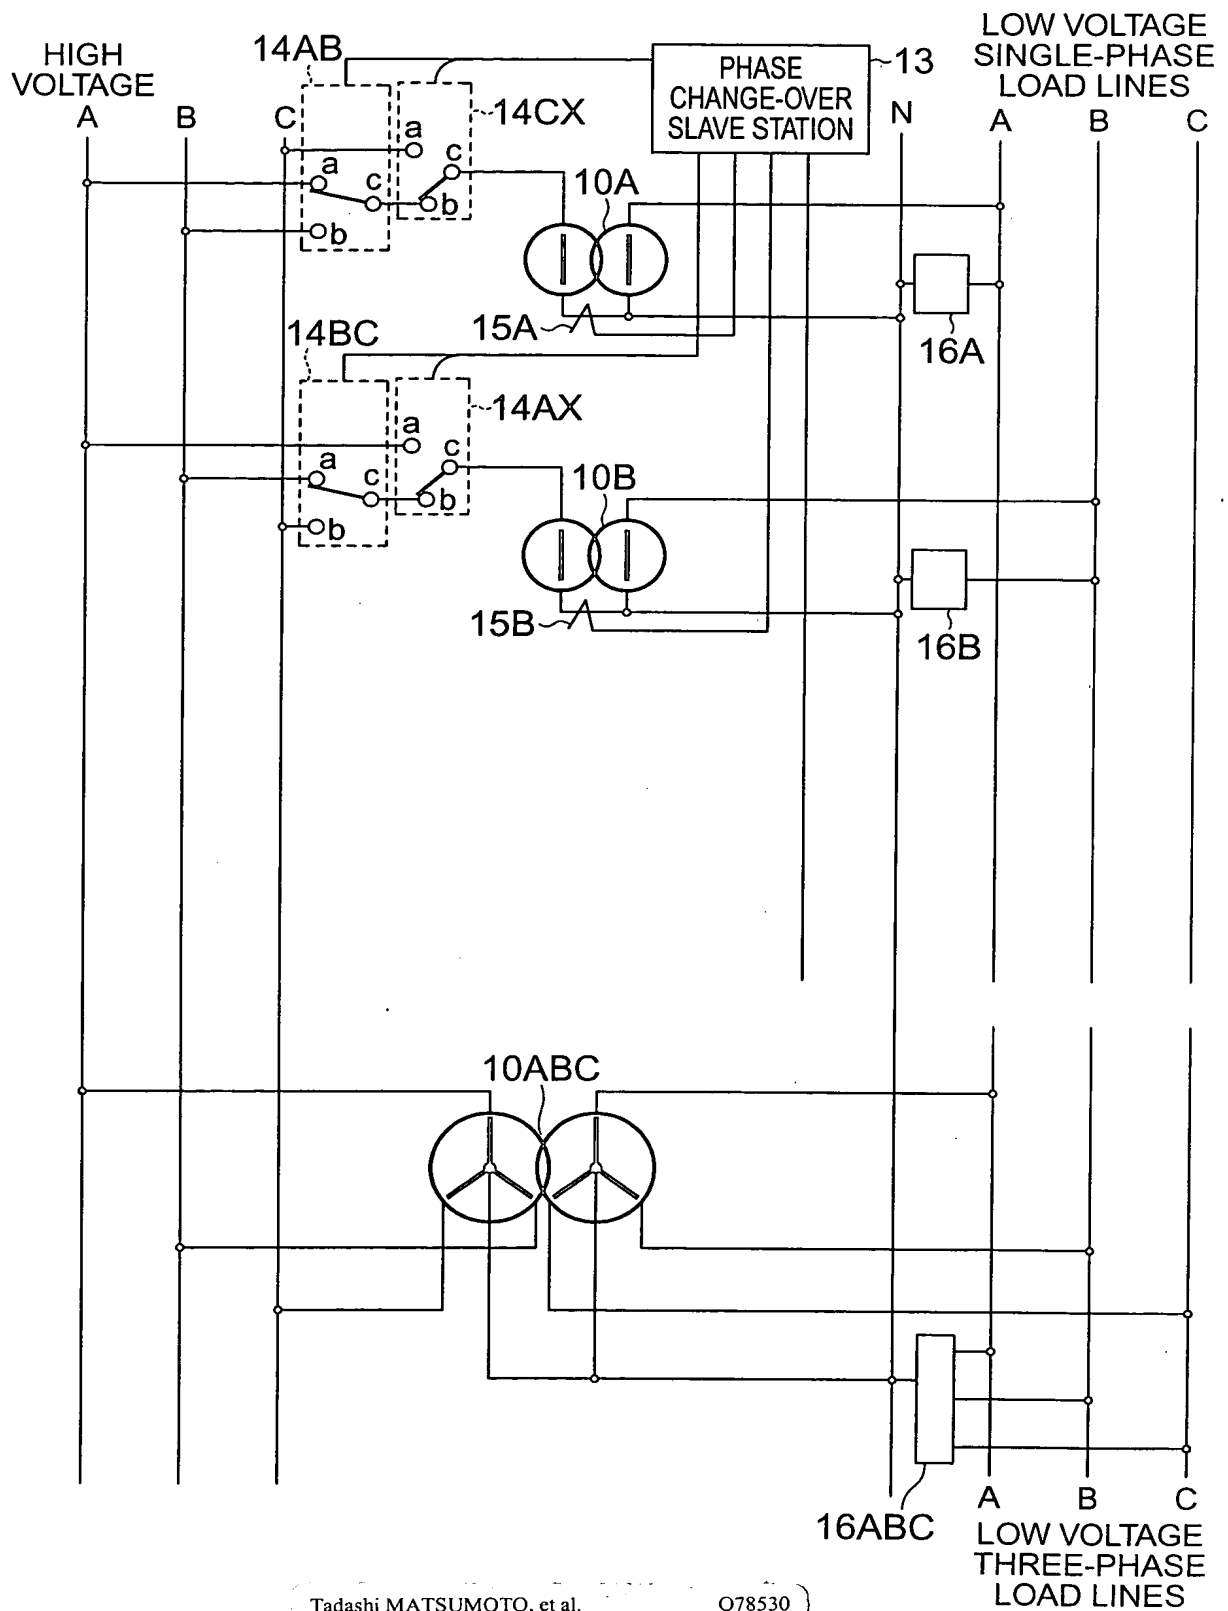 HIGH
VOLTAGE
A
B
C
14AB
14CX
PHASE
CHANGE-OVER
SLAVE STATION
13
LOW VOLTAGE
SINGLE-PHASE
LOAD LINES
N
A
B
C
a
c
b
a
c
b
10A
15A
16A
14BC
14AX
a
c
b
a
c
b
10B
15B
16B
10ABC
16ABC
A
B
C
LOW VOLTAGE
THREE-PHASE
LOAD LINES
Tadashi MATSUMOTO, et al.
Q78530